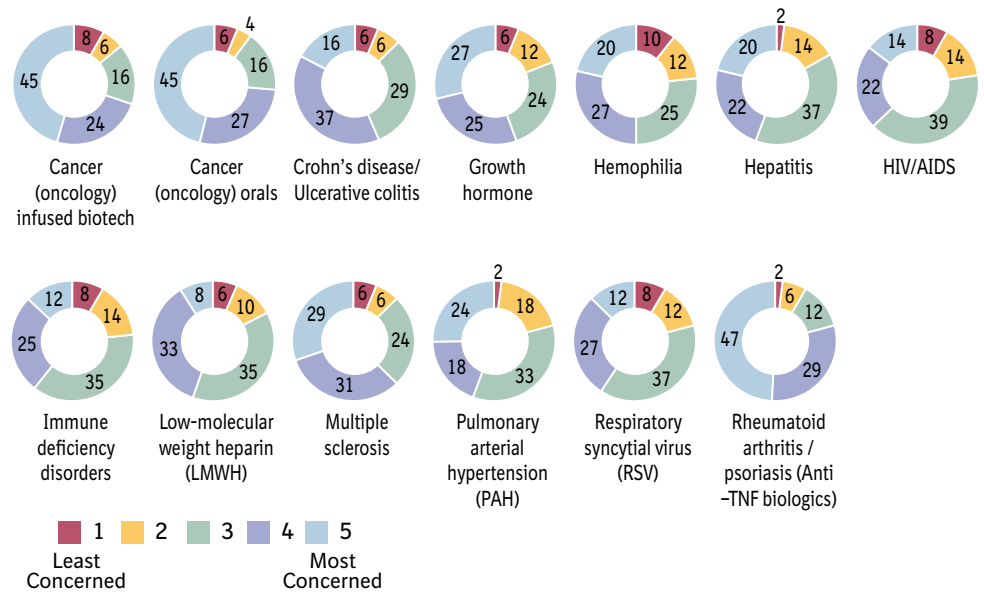 8
6
16
24
45
Cancer
(oncology)
infused biotech
6
4
16
27
45
Cancer
(oncology) orals
6
6
29
37
16
Crohn's disease/
Ulcerative colitis
6
12
24
25
27
Growth
hormone
10
12
25
27
20
Hemophilia
2
14
37
22
20
Hepatitis
8
14
39
22
14
HIV/AIDS
8
14
35
25
12
Immune
deficiency
disorders
6
10
35
33
8
Low-molecular
weight heparin
(LMWH)
6
6
24
31
29
Multiple
sclerosis
2
18
33
18
24
Pulmonary
arterial
hypertension
(PAH)
8
12
37
27
12
Respiratory
syncytial virus
(RSV)
2
6
12
29
47
Rheumatoid
arthritis /
psoriasis (Anti
–TNF biologics)
1 2 3 4 5
Least
Concerned
Most
Concerned